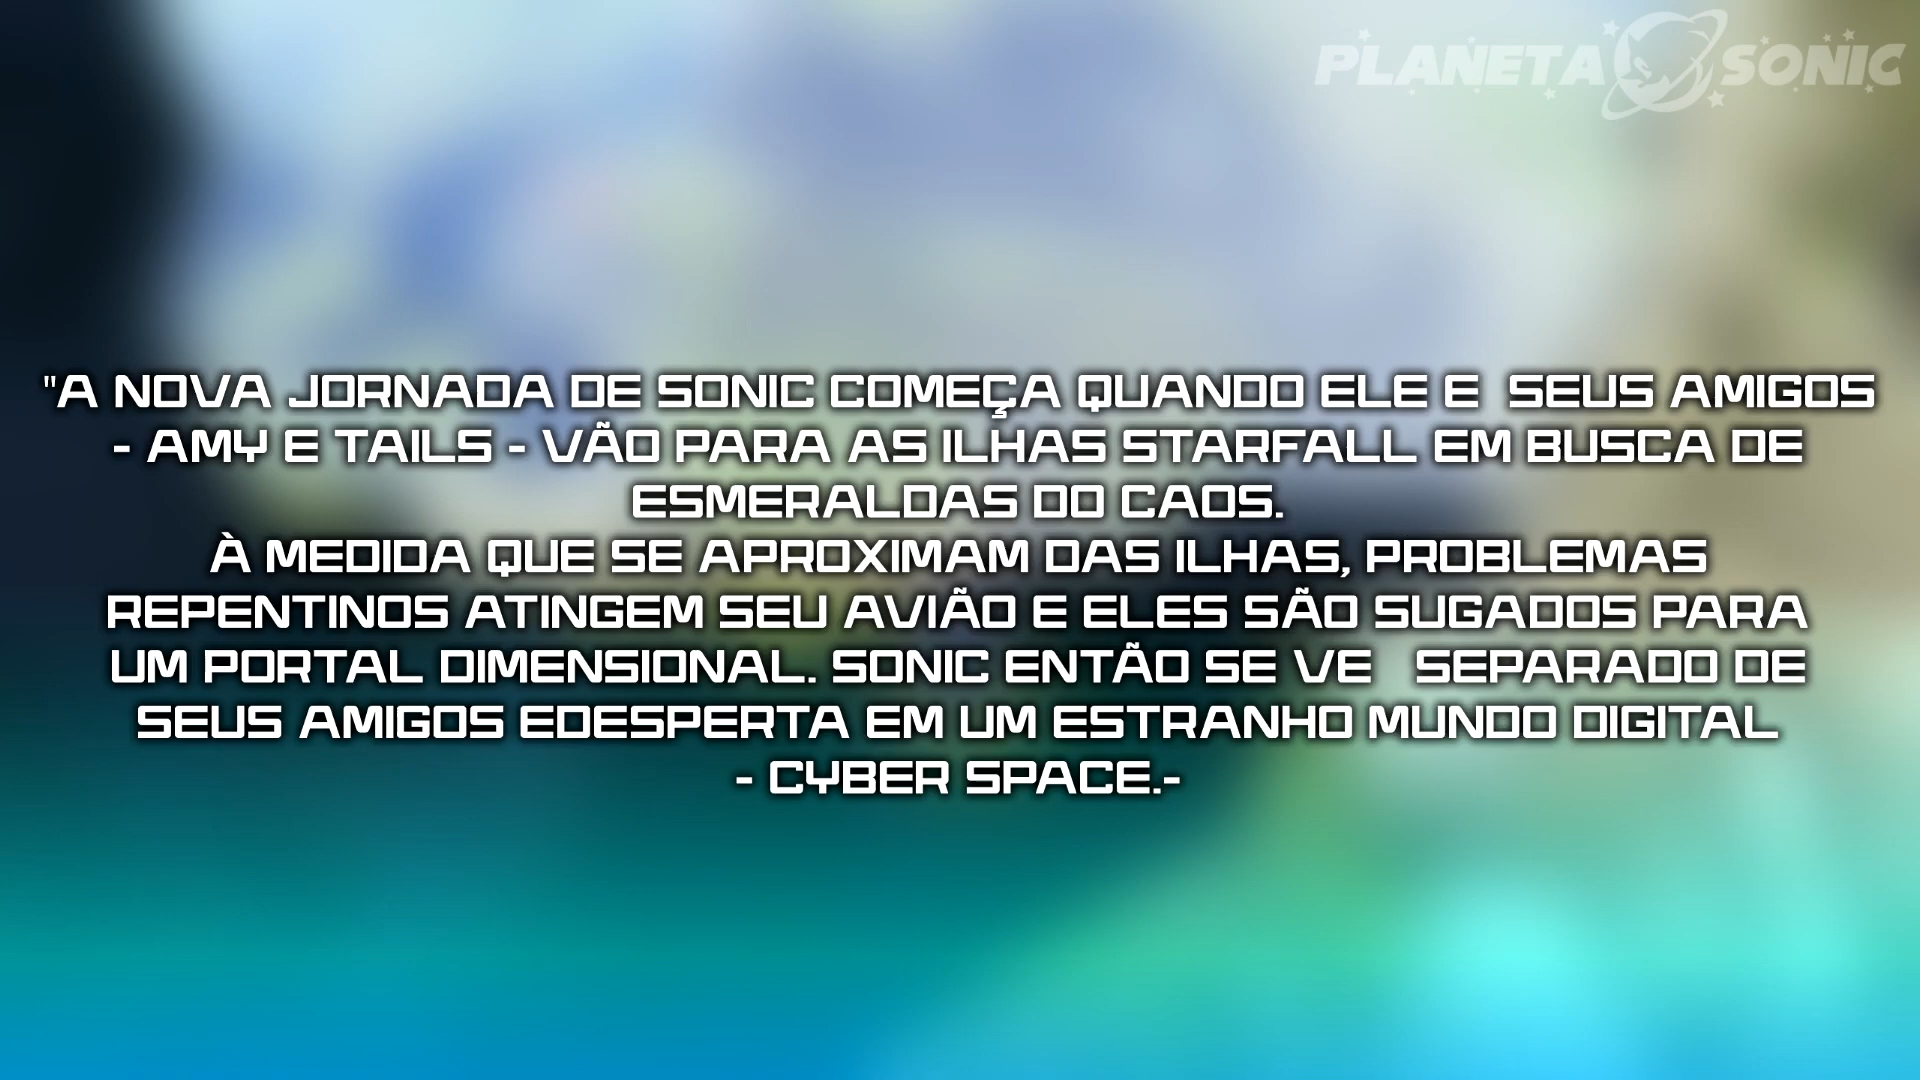 PLANETA SONIC
"A NOVA JORNADA DE SONIC COMEÇA QUANDO ELE E SEUS AMIGOS
- AMY E TAILS - VÃO PARA AS ILHAS STARFALL EM BUSCA DE
ESMERALDAS DO CAOS.
À MEDIDA QUE SE APROXIMAM DAS ILHAS, PROBLEMAS
REPENTINOS ATINGEM SEU AVIÃO E ELES SÃO SUGADOS PARA
UM PORTAL DIMENSIONAL. SONIC ENTÃO SE VE SEPARADO DE
SEUS AMIGOS EDESPERTA EM UM ESTRANHO MUNDO DIGITAL
- CYBER SPACE.-